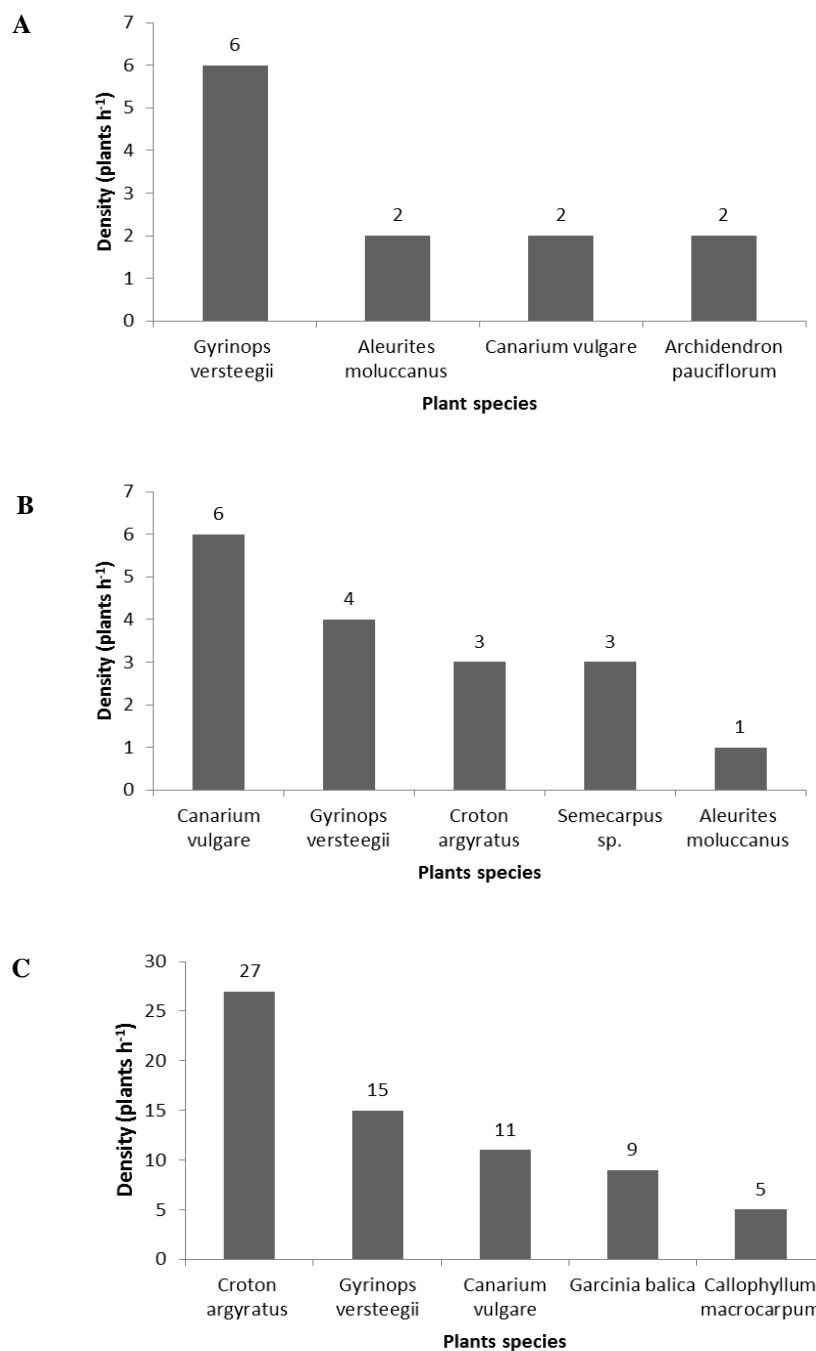 A
Density (plants h⁻¹)
7
6
5
4
3
2
1
0
6
2
2
2
Gyrinops
versteegii
Aleurites
moluccanus
Canarium vulgare
Archidendron
pauciflorum
Plant species
B
Density (plants h⁻¹)
7
6
5
4
3
2
1
0
6
4
3
3
1
Canarium
vulgare
Gyrinops
versteegii
Croton
argyratus
Semecarpus
sp.
Aleurites
moluccanus
Plants species
C
Density (plants h⁻¹)
30
25
20
15
10
5
0
27
15
11
9
5
Croton
argyratus
Gyrinops
versteegii
Canarium
vulgare
Garcinia balica
Callophyllum
macrocarpum
Plants species